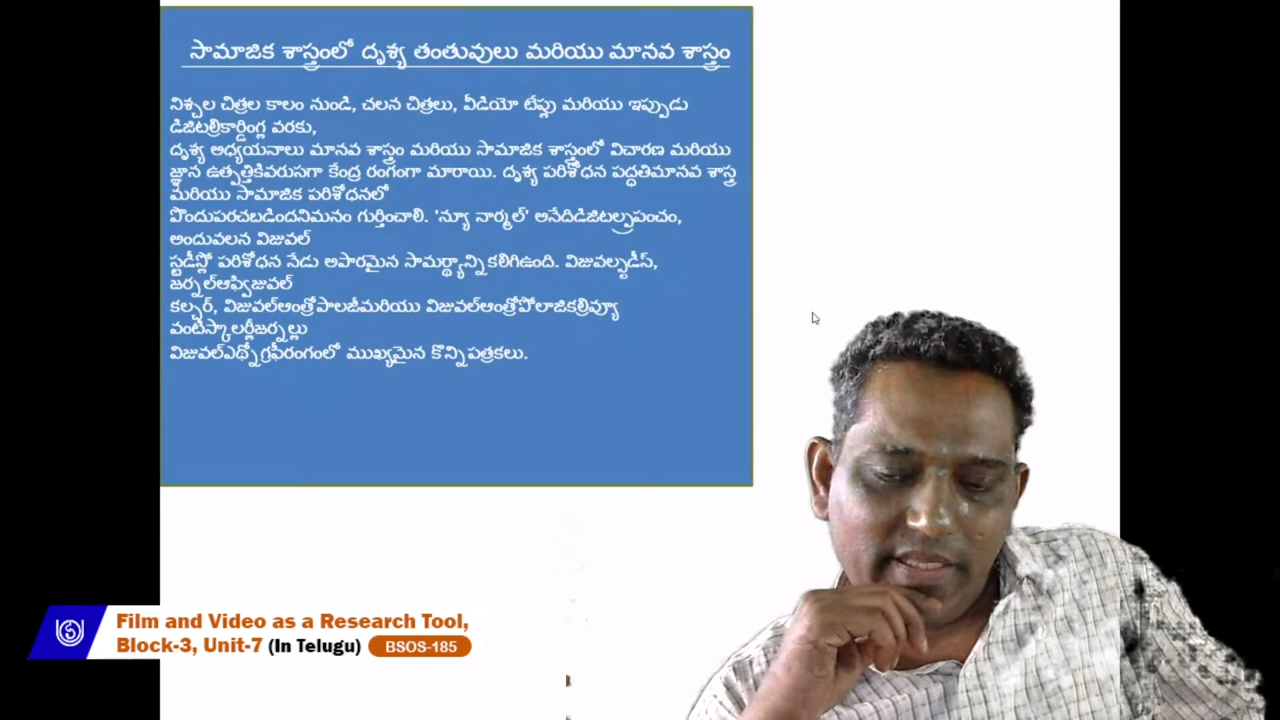 సామాజిక శాస్త్రంలో దృశ్య తంతువులు మరియు మానవ శాస్త్రం
నిశ్చల చిత్రల కాలం నుండి, చలన చిత్రలు, వీడియో టేప్లు మరియు ఇప్పుడు
డిజిటల్రికార్డింగ్ల వరకు,
దృశ్య అధ్యయనాలు మానవ శాస్త్రం మరియు సామాజిక శాస్త్రంలో విచారణ మరియు
జ్ఞాన ఉత్పత్తికివరుసగా కేంద్ర రంగంగా మారాయి. దృశ్య పరిశోధన పద్ధతిమానవ శాస్త్ర
మరియు సామాజిక పరిశోధనలో
పొందుపరచబడిందనిమనం గుర్తించాలి. 'న్యూ నార్మల్' అనేదిడిజిటల్ప్రపంచం,
అందువలన విజువల్
స్టడీస్లో పరిశోధన నేడు అపారమైన సామర్థ్యాన్నికలిగిఉంది. విజువల్స్టడీస్,
జర్నల్ఆఫ్విజువల్
కల్చర్, విజువల్ఆంత్రోపాలజీమరియు విజువల్ఆంత్రోపోలాజికల్రివ్యూ
వంటిస్కాలర్లీజర్నల్లు
విజువల్ఎథ్నోగ్రఫీరంగంలో ముఖ్యమైన కొన్నిపత్రకలు.
Film and Video as a Research Tool,
Block-3, Unit-7 (In Telugu) BSOS-185